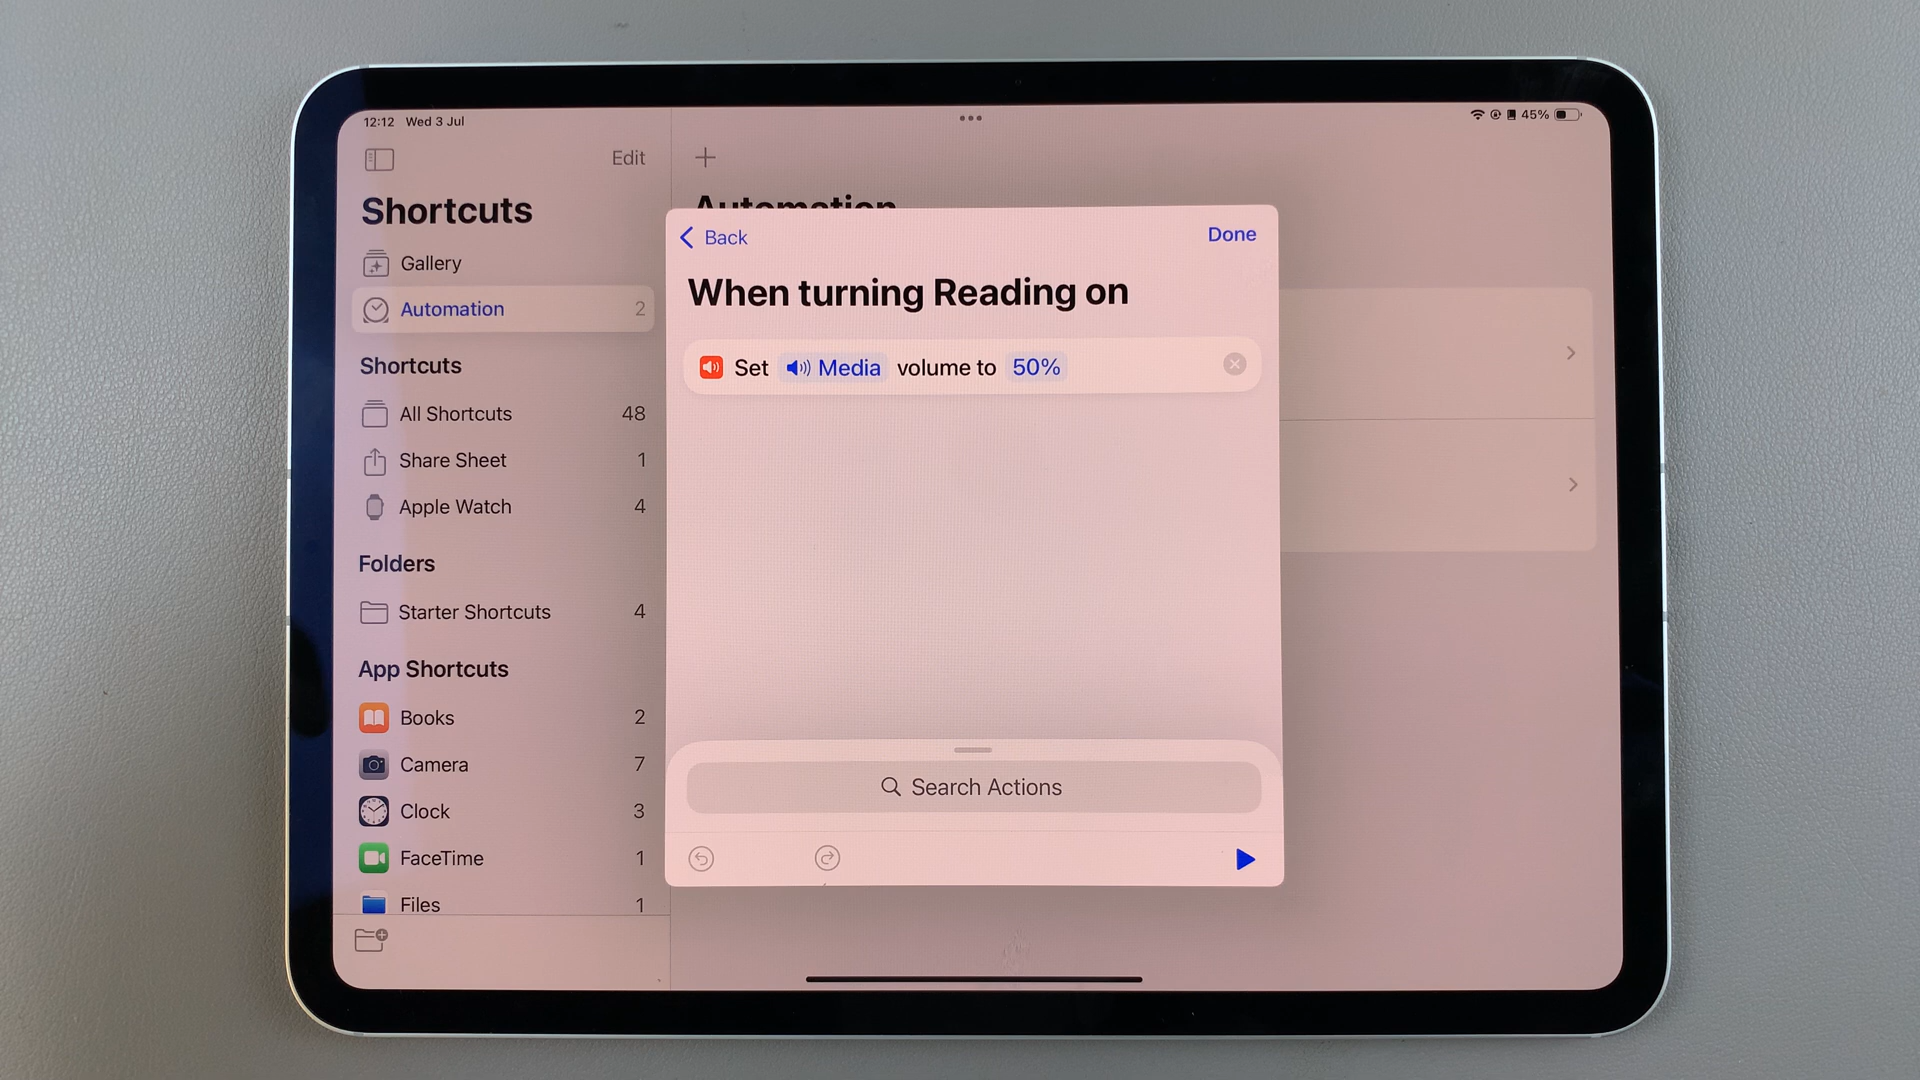 12:12 Wed 3 Jul
45%
Edit
Shortcuts
Gallery
Automation 2
Shortcuts
All Shortcuts 48
Share Sheet 1
Apple Watch 4
Folders
Starter Shortcuts 4
App Shortcuts
Books 2
Camera 7
Clock 3
FaceTime 1
Files 1
Automation
Back
Done
When turning Reading on
Set Media volume to 50%
Search Actions